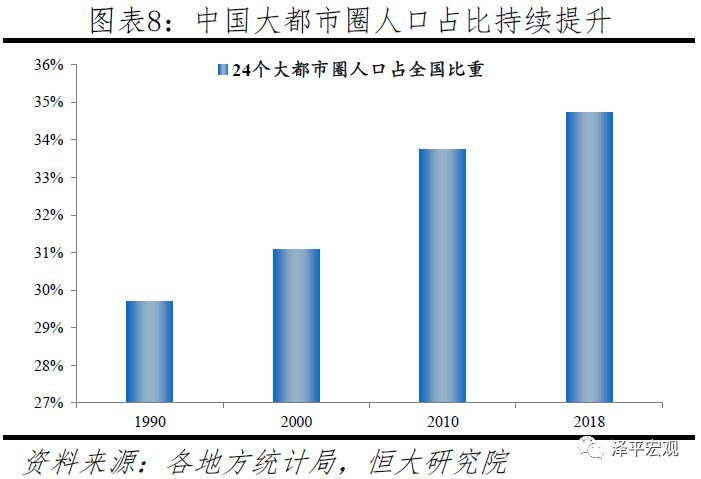 图表8：中国大都市圈人口占比持续提升
24个大都市圈人口占全国比重
36%
35%
34%
33%
32%
31%
30%
29%
28%
27%
1990 2000 2010 2018
泽平宏观
资料来源：各地方统计局，恒大研究院